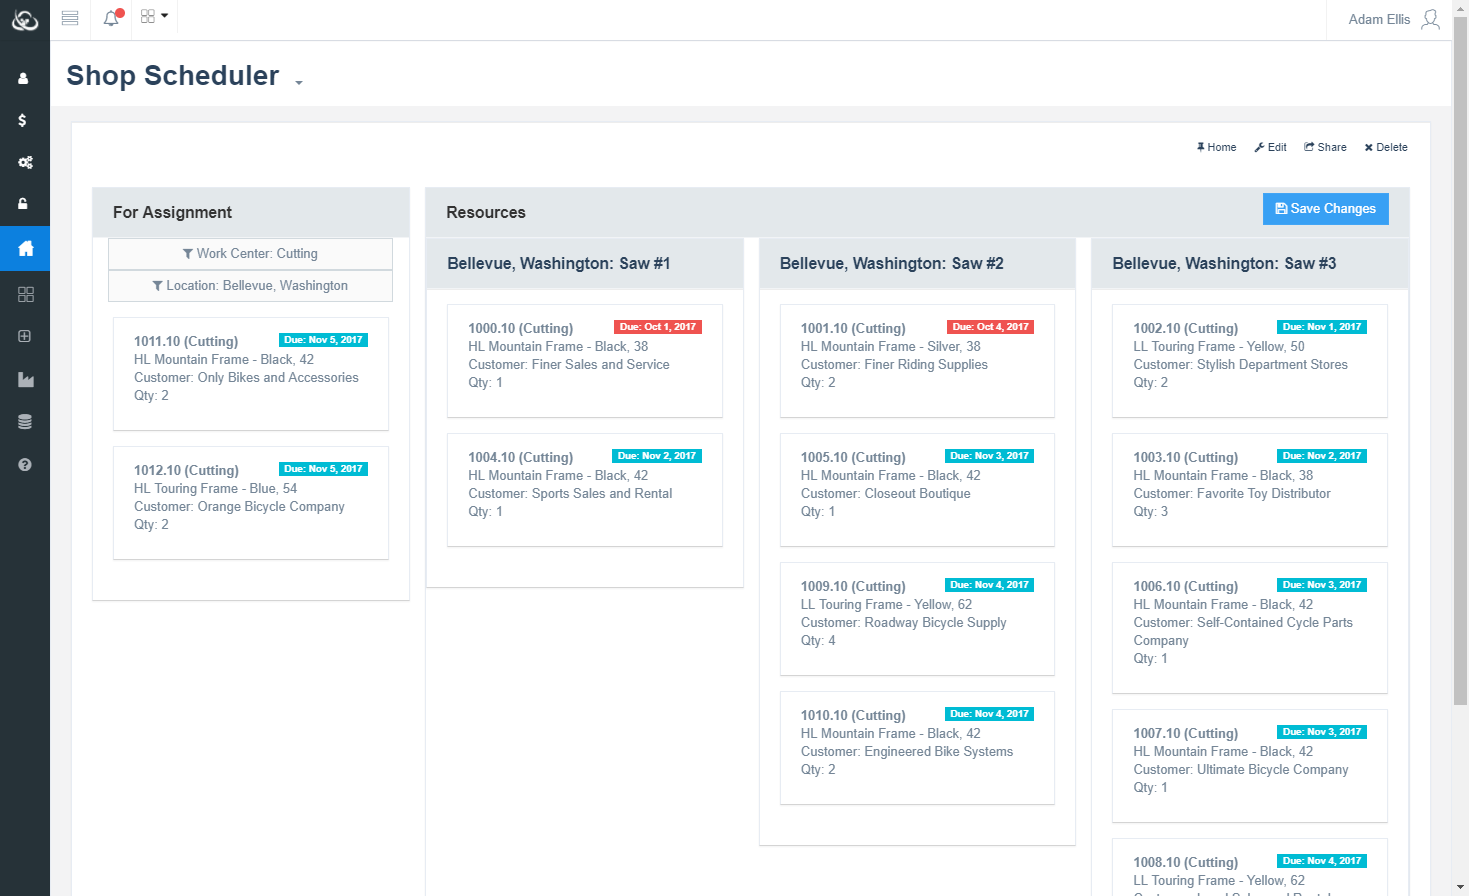 Adam Ellis
Shop Scheduler
Home
Edit
Share
Delete
For Assignment
Work Center: Cutting
Location: Bellevue, Washington
1011.10 (Cutting)
Due: Nov 5, 2017
HL Mountain Frame - Black, 42
Customer: Only Bikes and Accessories
Qty: 2
1012.10 (Cutting)
Due: Nov 5, 2017
HL Touring Frame - Blue, 54
Customer: Orange Bicycle Company
Qty: 2
Resources
Save Changes
Bellevue, Washington: Saw #1
1000.10 (Cutting)
Due: Oct 1, 2017
HL Mountain Frame - Black, 38
Customer: Finer Sales and Service
Qty: 1
1004.10 (Cutting)
Due: Nov 2, 2017
HL Mountain Frame - Black, 42
Customer: Sports Sales and Rental
Qty: 1
Bellevue, Washington: Saw #2
1001.10 (Cutting)
Due: Oct 4, 2017
HL Mountain Frame - Silver, 38
Customer: Finer Riding Supplies
Qty: 2
1005.10 (Cutting)
Due: Nov 3, 2017
HL Mountain Frame - Black, 42
Customer: Closeout Boutique
Qty: 1
1009.10 (Cutting)
Due: Nov 4, 2017
LL Touring Frame - Yellow, 62
Customer: Roadway Bicycle Supply
Qty: 4
1010.10 (Cutting)
Due: Nov 4, 2017
HL Mountain Frame - Black, 42
Customer: Engineered Bike Systems
Qty: 2
Bellevue, Washington: Saw #3
1002.10 (Cutting)
Due: Nov 1, 2017
LL Touring Frame - Yellow, 50
Customer: Stylish Department Stores
Qty: 2
1003.10 (Cutting)
Due: Nov 2, 2017
HL Mountain Frame - Black, 38
Customer: Favorite Toy Distributor
Qty: 3
1006.10 (Cutting)
Due: Nov 3, 2017
HL Mountain Frame - Black, 42
Customer: Self-Contained Cycle Parts
Company
Qty: 1
1007.10 (Cutting)
Due: Nov 3, 2017
HL Mountain Frame - Black, 42
Customer: Ultimate Bicycle Company
Qty: 1
1008.10 (Cutting)
Due: Nov 4, 2017
LL Touring Frame - Yellow, 62